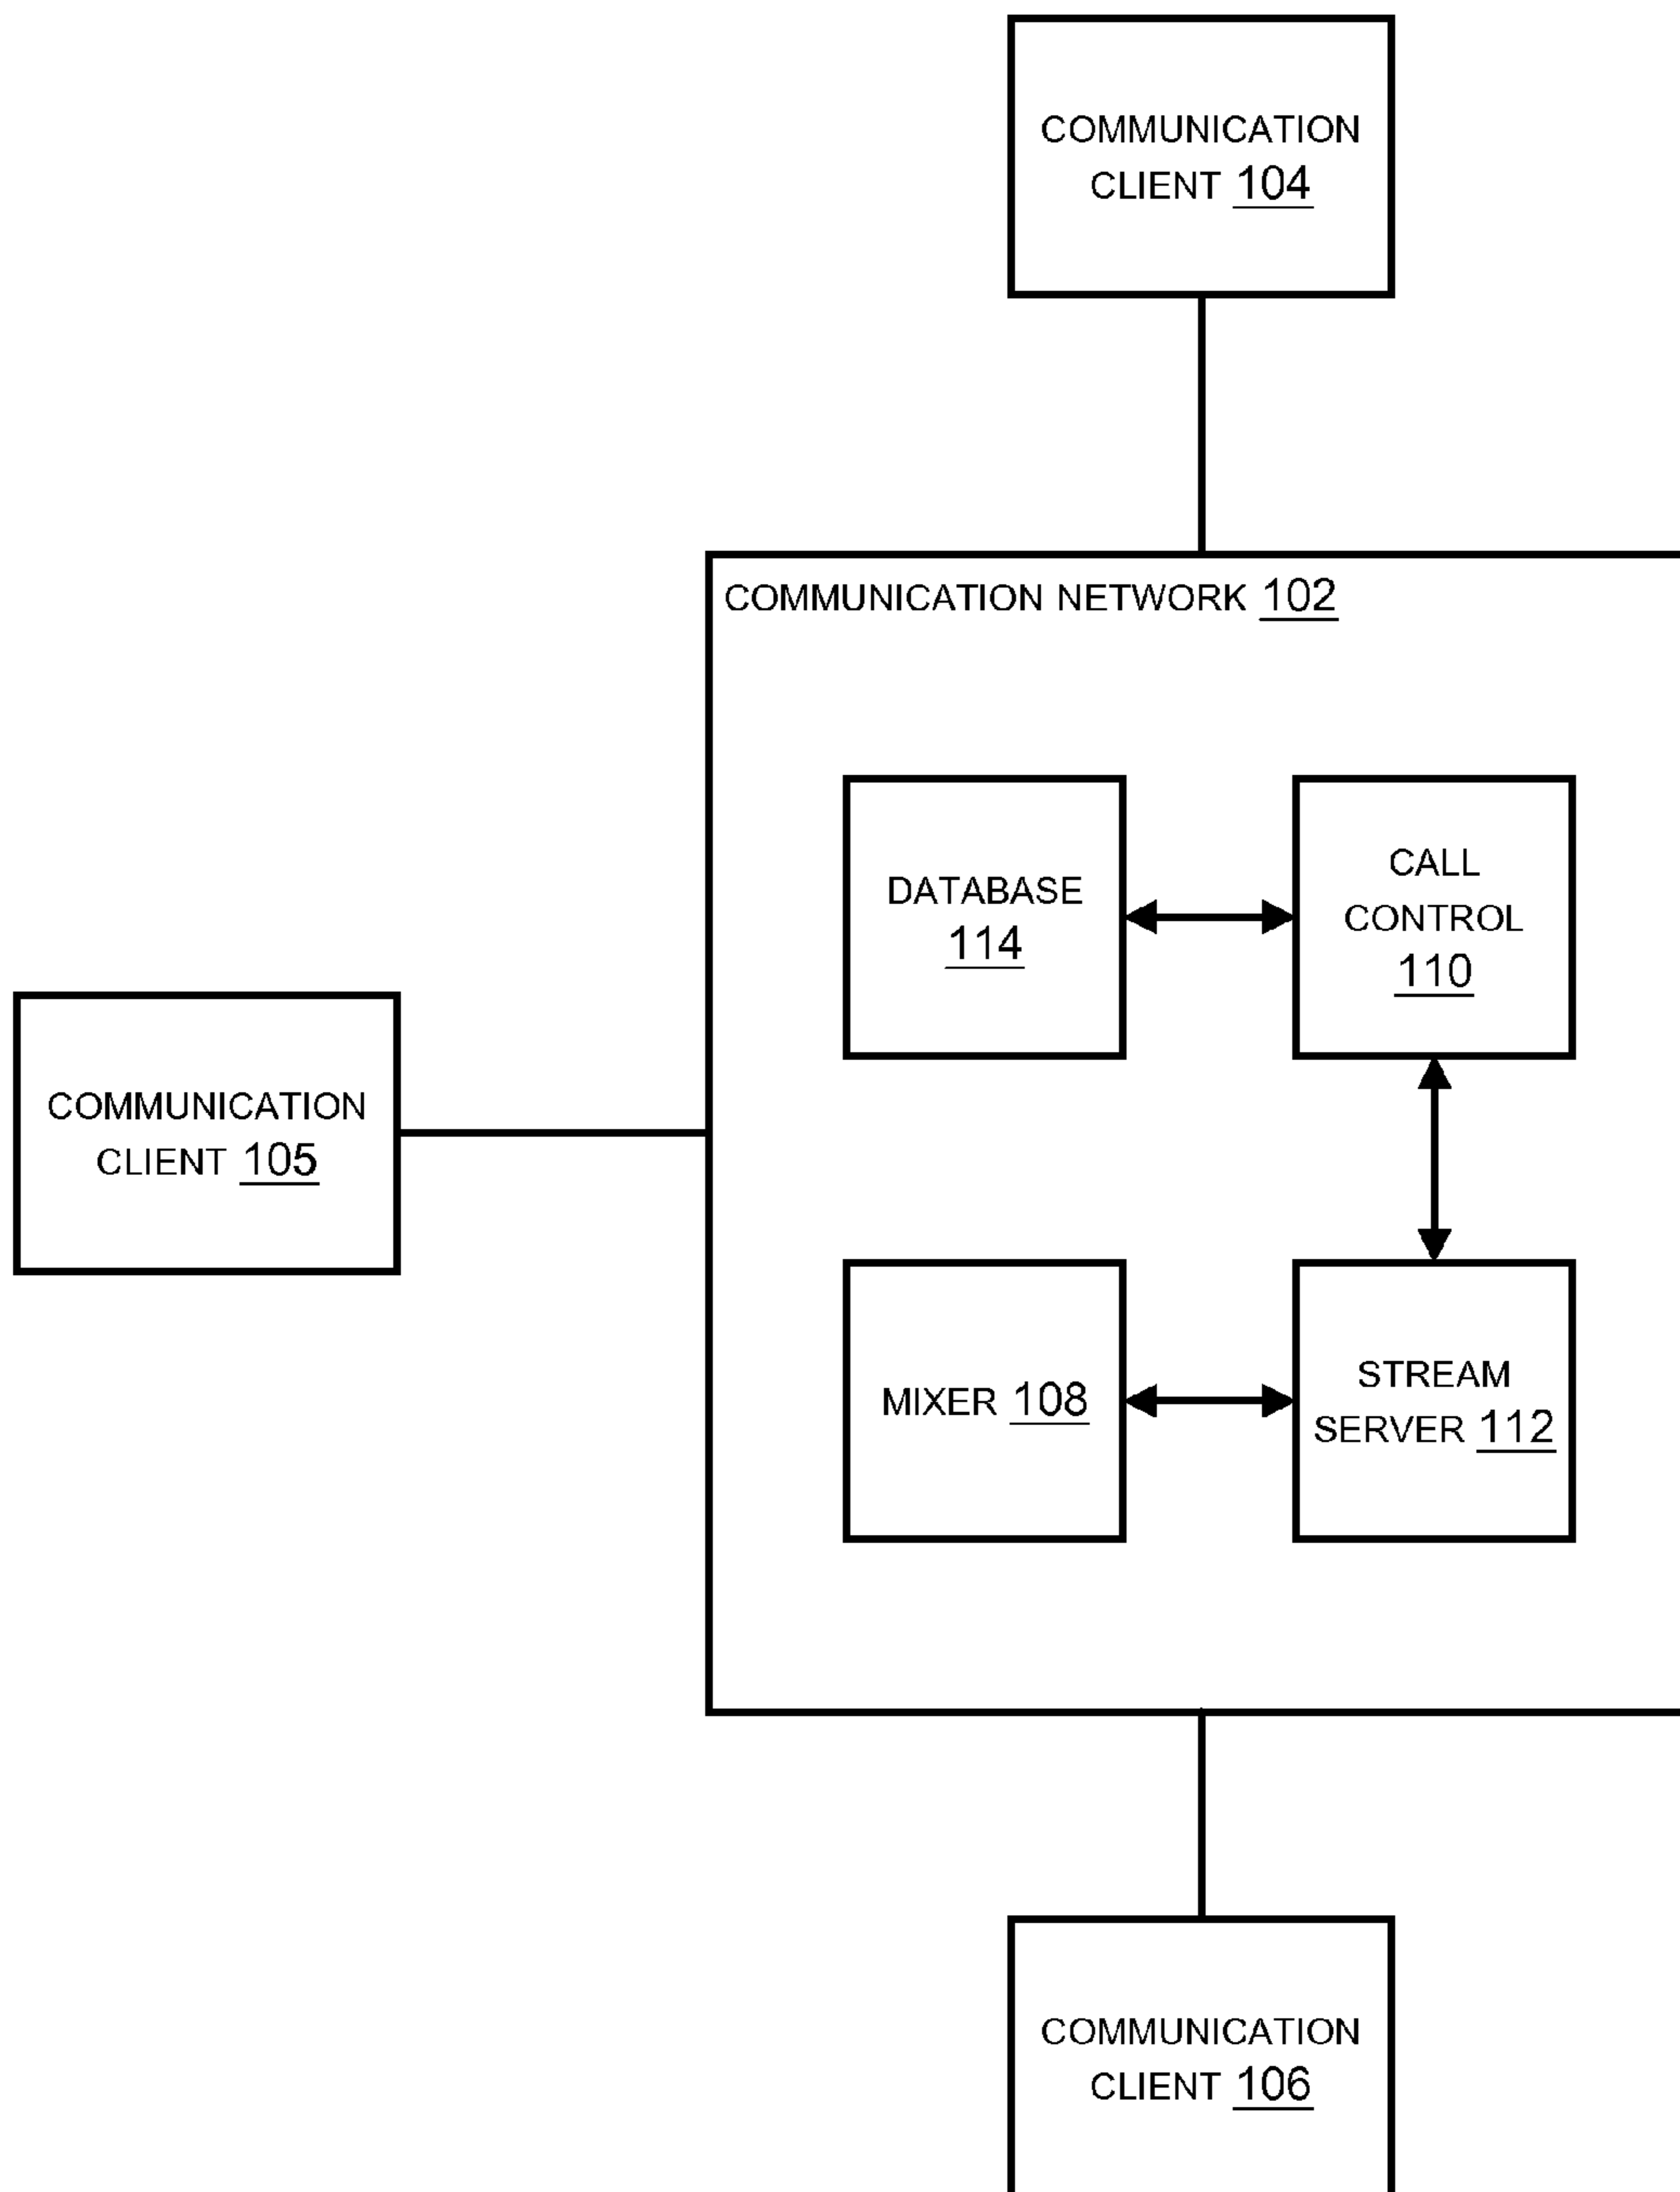 COMMUNICATION
CLIENT 104
COMMUNICATION NETWORK 102
DATABASE
114
CALL
CONTROL
110
COMMUNICATION
CLIENT 105
MIXER 108
STREAM
SERVER 112
COMMUNICATION
CLIENT 106